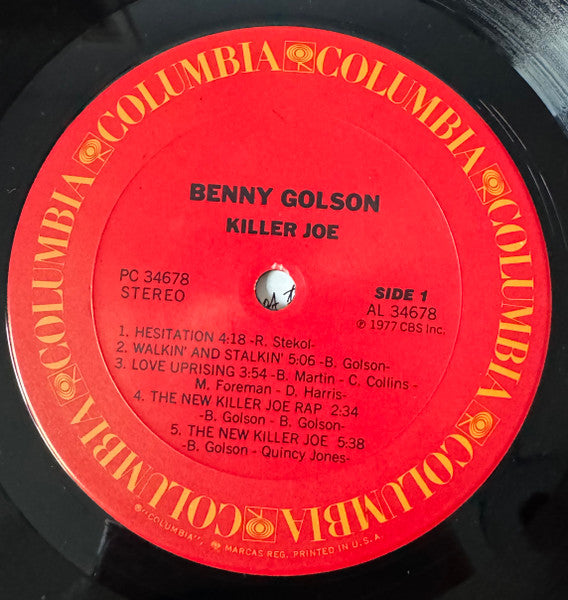 COLUMBIA COLUMBIA COLUMBIA COLUMBIA COLUMBIA COLUMBIA
BENNY GOLSON
KILLER JOE
PC 34678
STEREO
SIDE 1
AL 34678
℗ 1977 CBS Inc.
1. HESITATION 4:18 -R. Stekol-
2. WALKIN' AND STALKIN' 5:06 -B. Golson-
3. LOVE UPRISING 3:54 -B. Martin - C. Collins -
M. Foreman - D. Harris-
4. THE NEW KILLER JOE RAP 2:34
-B. Golson - B. Golson-
5. THE NEW KILLER JOE 5:38
-B. Golson - Quincy Jones-
"COLUMBIA", MARCAS REG. PRINTED IN U.S.A